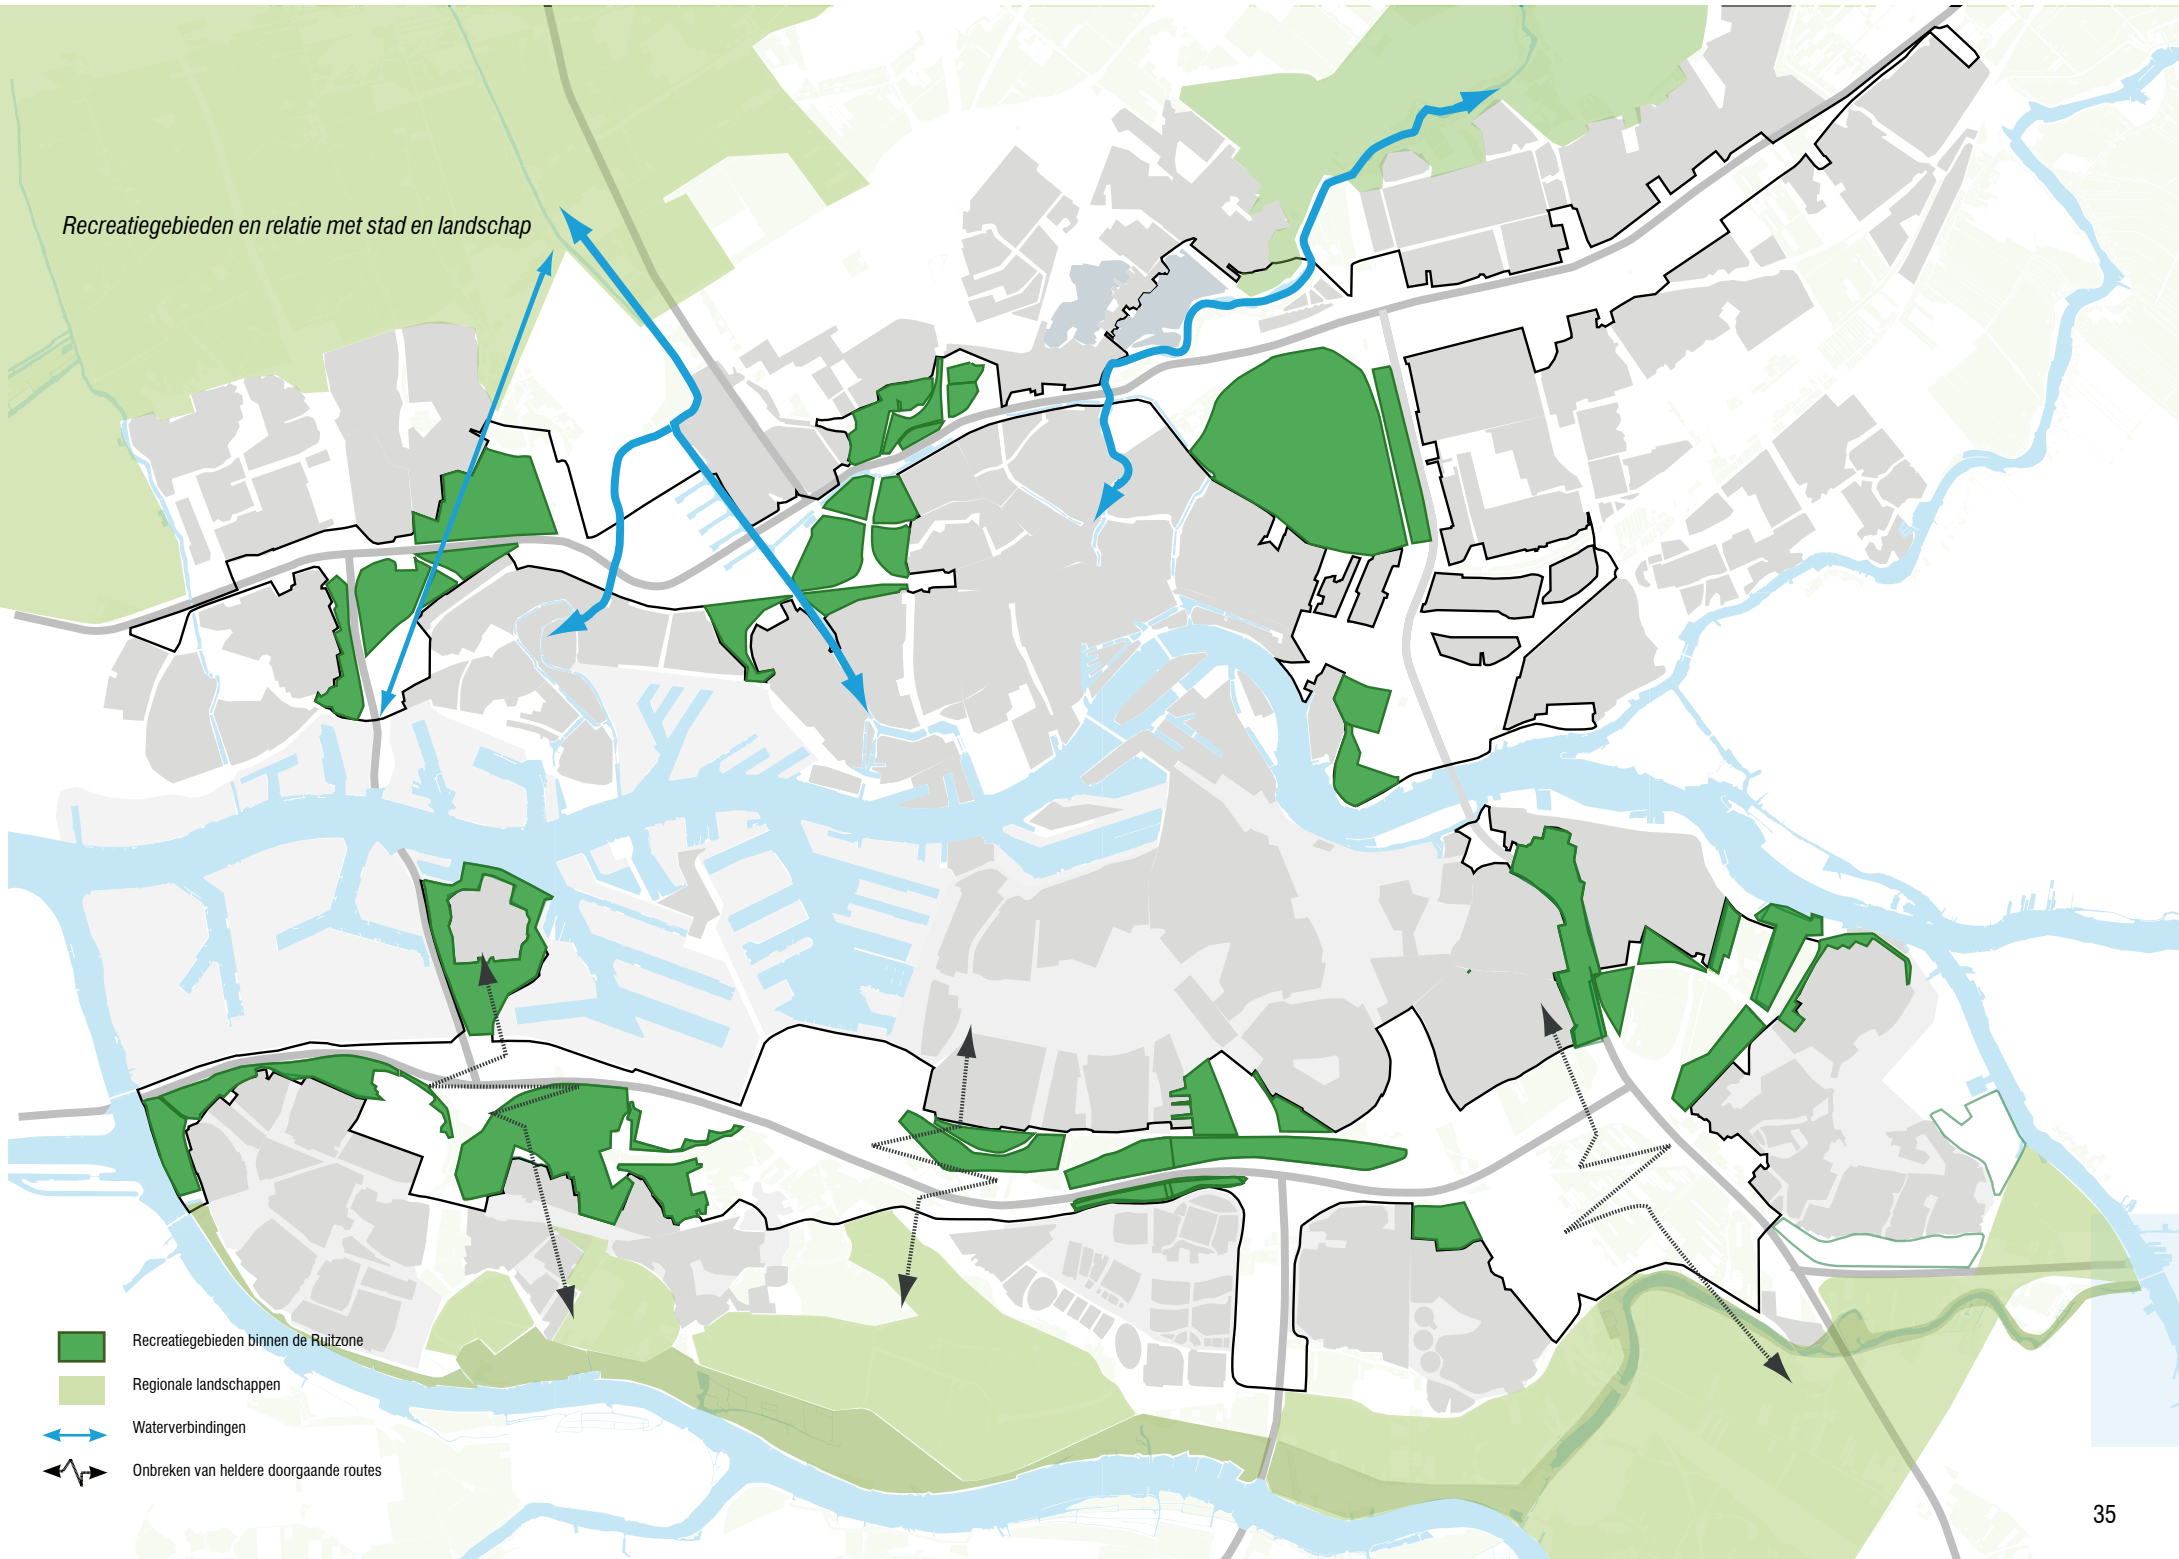 Recreatiegebieden en relatie met stad en landschap
Recreatiegebieden binnen de Ruitzone
Regionale landschappen
Waterverbindingen
Onbreken van heldere doorgaande routes
35